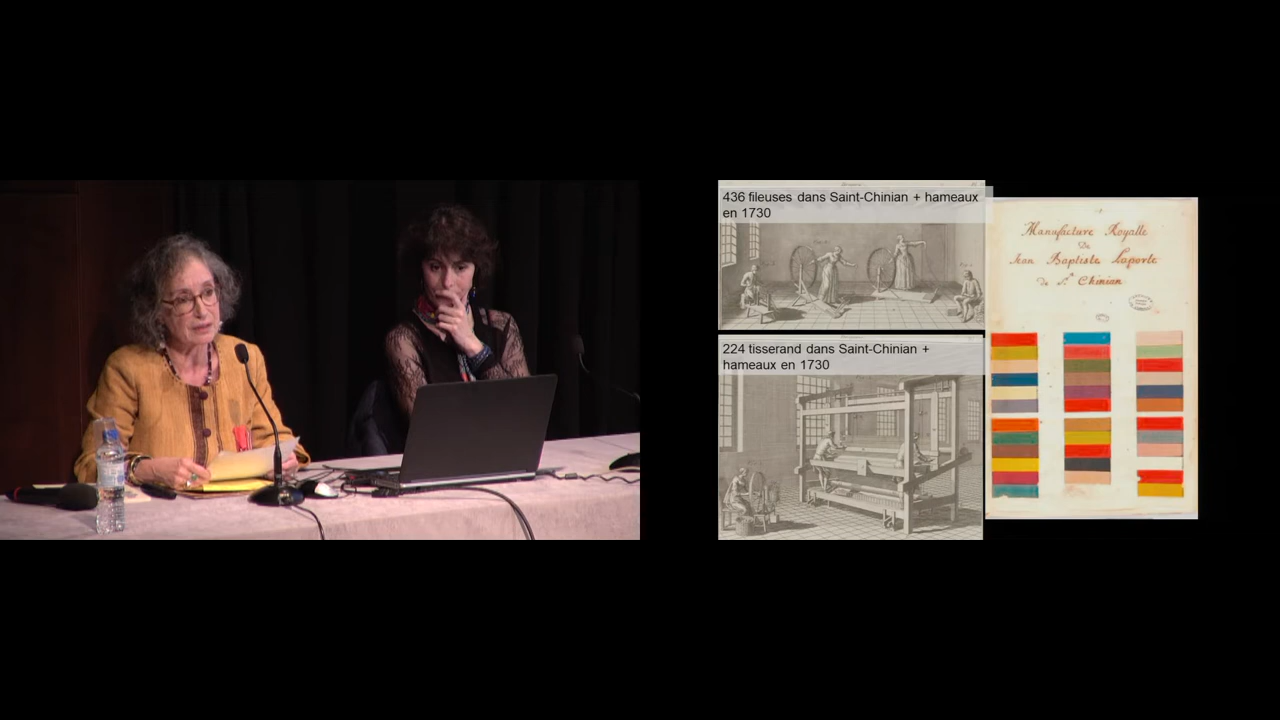 436 fileuses dans Saint-Chinian + hameaux
en 1730
224 tisserand dans Saint-Chinian +
hameaux en 1730
Manufacture Royalle
De
Jean Baptiste Laporte
de St Chinian